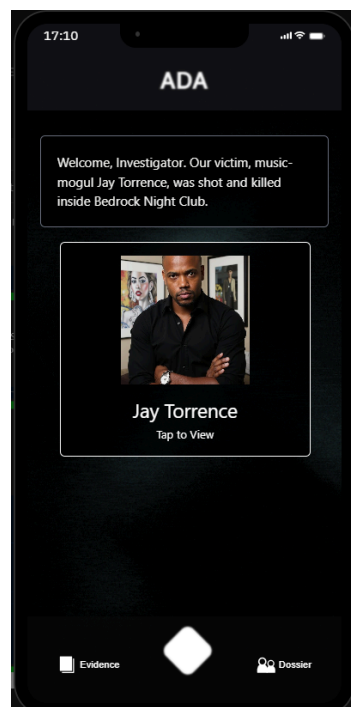 17:10
ADA
Welcome, Investigator. Our victim, music-
mogul Jay Torrence, was shot and killed
inside Bedrock Night Club.
Jay Torrence
Tap to View
Evidence
Dossier